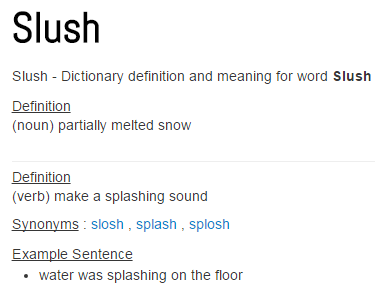 Slush
Slush - Dictionary definition and meaning for word Slush
Definition
(noun) partially melted snow
Definition
(verb) make a splashing sound
Synonyms : slosh , splash , splosh
Example Sentence
• water was splashing on the floor